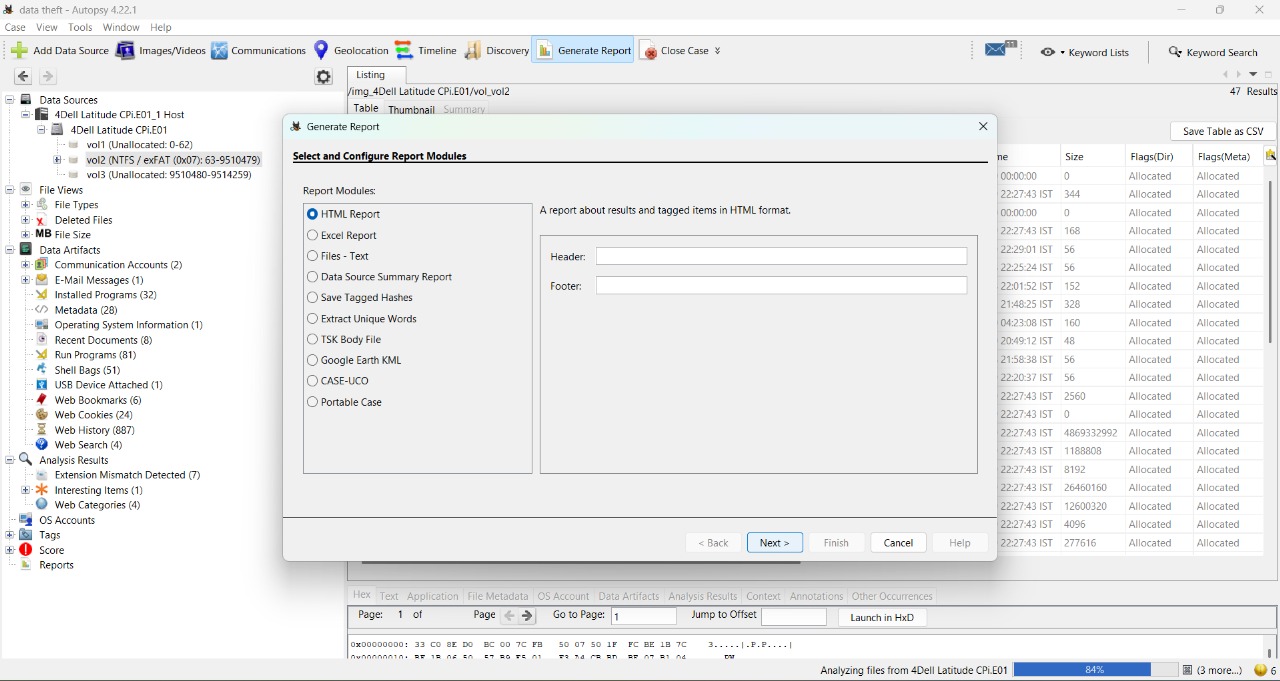 data theft - Autopsy 4.22.1
Case View Tools Window Help
Add Data Source Images/Videos Communications Geolocation Timeline Discovery Generate Report Close Case 11 Keyword Lists Keyword Search
Listing
/img_4Dell Latitude CPi.E01/vol_vol2
47 Results
Table Thumbnail Summary
Save Table as CSV
Data Sources
4Dell Latitude CPi.E01_1 Host
4Dell Latitude CPi.E01
vol1 (Unallocated: 0-62)
vol2 (NTFS / exFAT (0x07): 63-9510479)
vol3 (Unallocated: 9510480-9514259)
File Views
File Types
Deleted Files
MB File Size
Data Artifacts
Communication Accounts (2)
E-Mail Messages (1)
Installed Programs (32)
Metadata (28)
Operating System Information (1)
Recent Documents (8)
Run Programs (81)
Shell Bags (51)
USB Device Attached (1)
Web Bookmarks (6)
Web Cookies (24)
Web History (887)
Web Search (4)
Analysis Results
Extension Mismatch Detected (7)
Interesting Items (1)
Web Categories (4)
OS Accounts
Tags
Score
Reports
Generate Report
Select and Configure Report Modules
Report Modules:
HTML Report
Excel Report
Files - Text
Data Source Summary Report
Save Tagged Hashes
Extract Unique Words
TSK Body File
Google Earth KML
CASE-UCO
Portable Case
A report about results and tagged items in HTML format.
Header:
Footer:
< Back Next > Finish Cancel Help
me Size Flags(Dir) Flags(Meta)
00:00:00 0 Allocated Allocated
22:27:43 IST 344 Allocated Allocated
00:00:00 0 Allocated Allocated
22:27:43 IST 168 Allocated Allocated
22:29:01 IST 56 Allocated Allocated
22:25:24 IST 56 Allocated Allocated
22:01:52 IST 152 Allocated Allocated
21:48:25 IST 328 Allocated Allocated
04:23:08 IST 160 Allocated Allocated
20:49:12 IST 48 Allocated Allocated
21:58:38 IST 56 Allocated Allocated
22:20:37 IST 56 Allocated Allocated
22:27:43 IST 2560 Allocated Allocated
22:27:43 IST 0 Allocated Allocated
22:27:43 IST 4869332992 Allocated Allocated
22:27:43 IST 1188808 Allocated Allocated
22:27:43 IST 8192 Allocated Allocated
22:27:43 IST 26460160 Allocated Allocated
22:27:43 IST 12600320 Allocated Allocated
22:27:43 IST 4096 Allocated Allocated
22:27:43 IST 277616 Allocated Allocated
Hex Text Application File Metadata OS Account Data Artifacts Analysis Results Context Annotations Other Occurrences
Page: 1 of Page Go to Page: 1 Jump to Offset Launch in HxD
0x00000000: 33 C0 8E D0 BC 00 7C FB 50 07 50 1F FC BE 1B 7C 3.....|.P.P....|
Analyzing files from 4Dell Latitude CPi.E01 84% (3 more...) 6